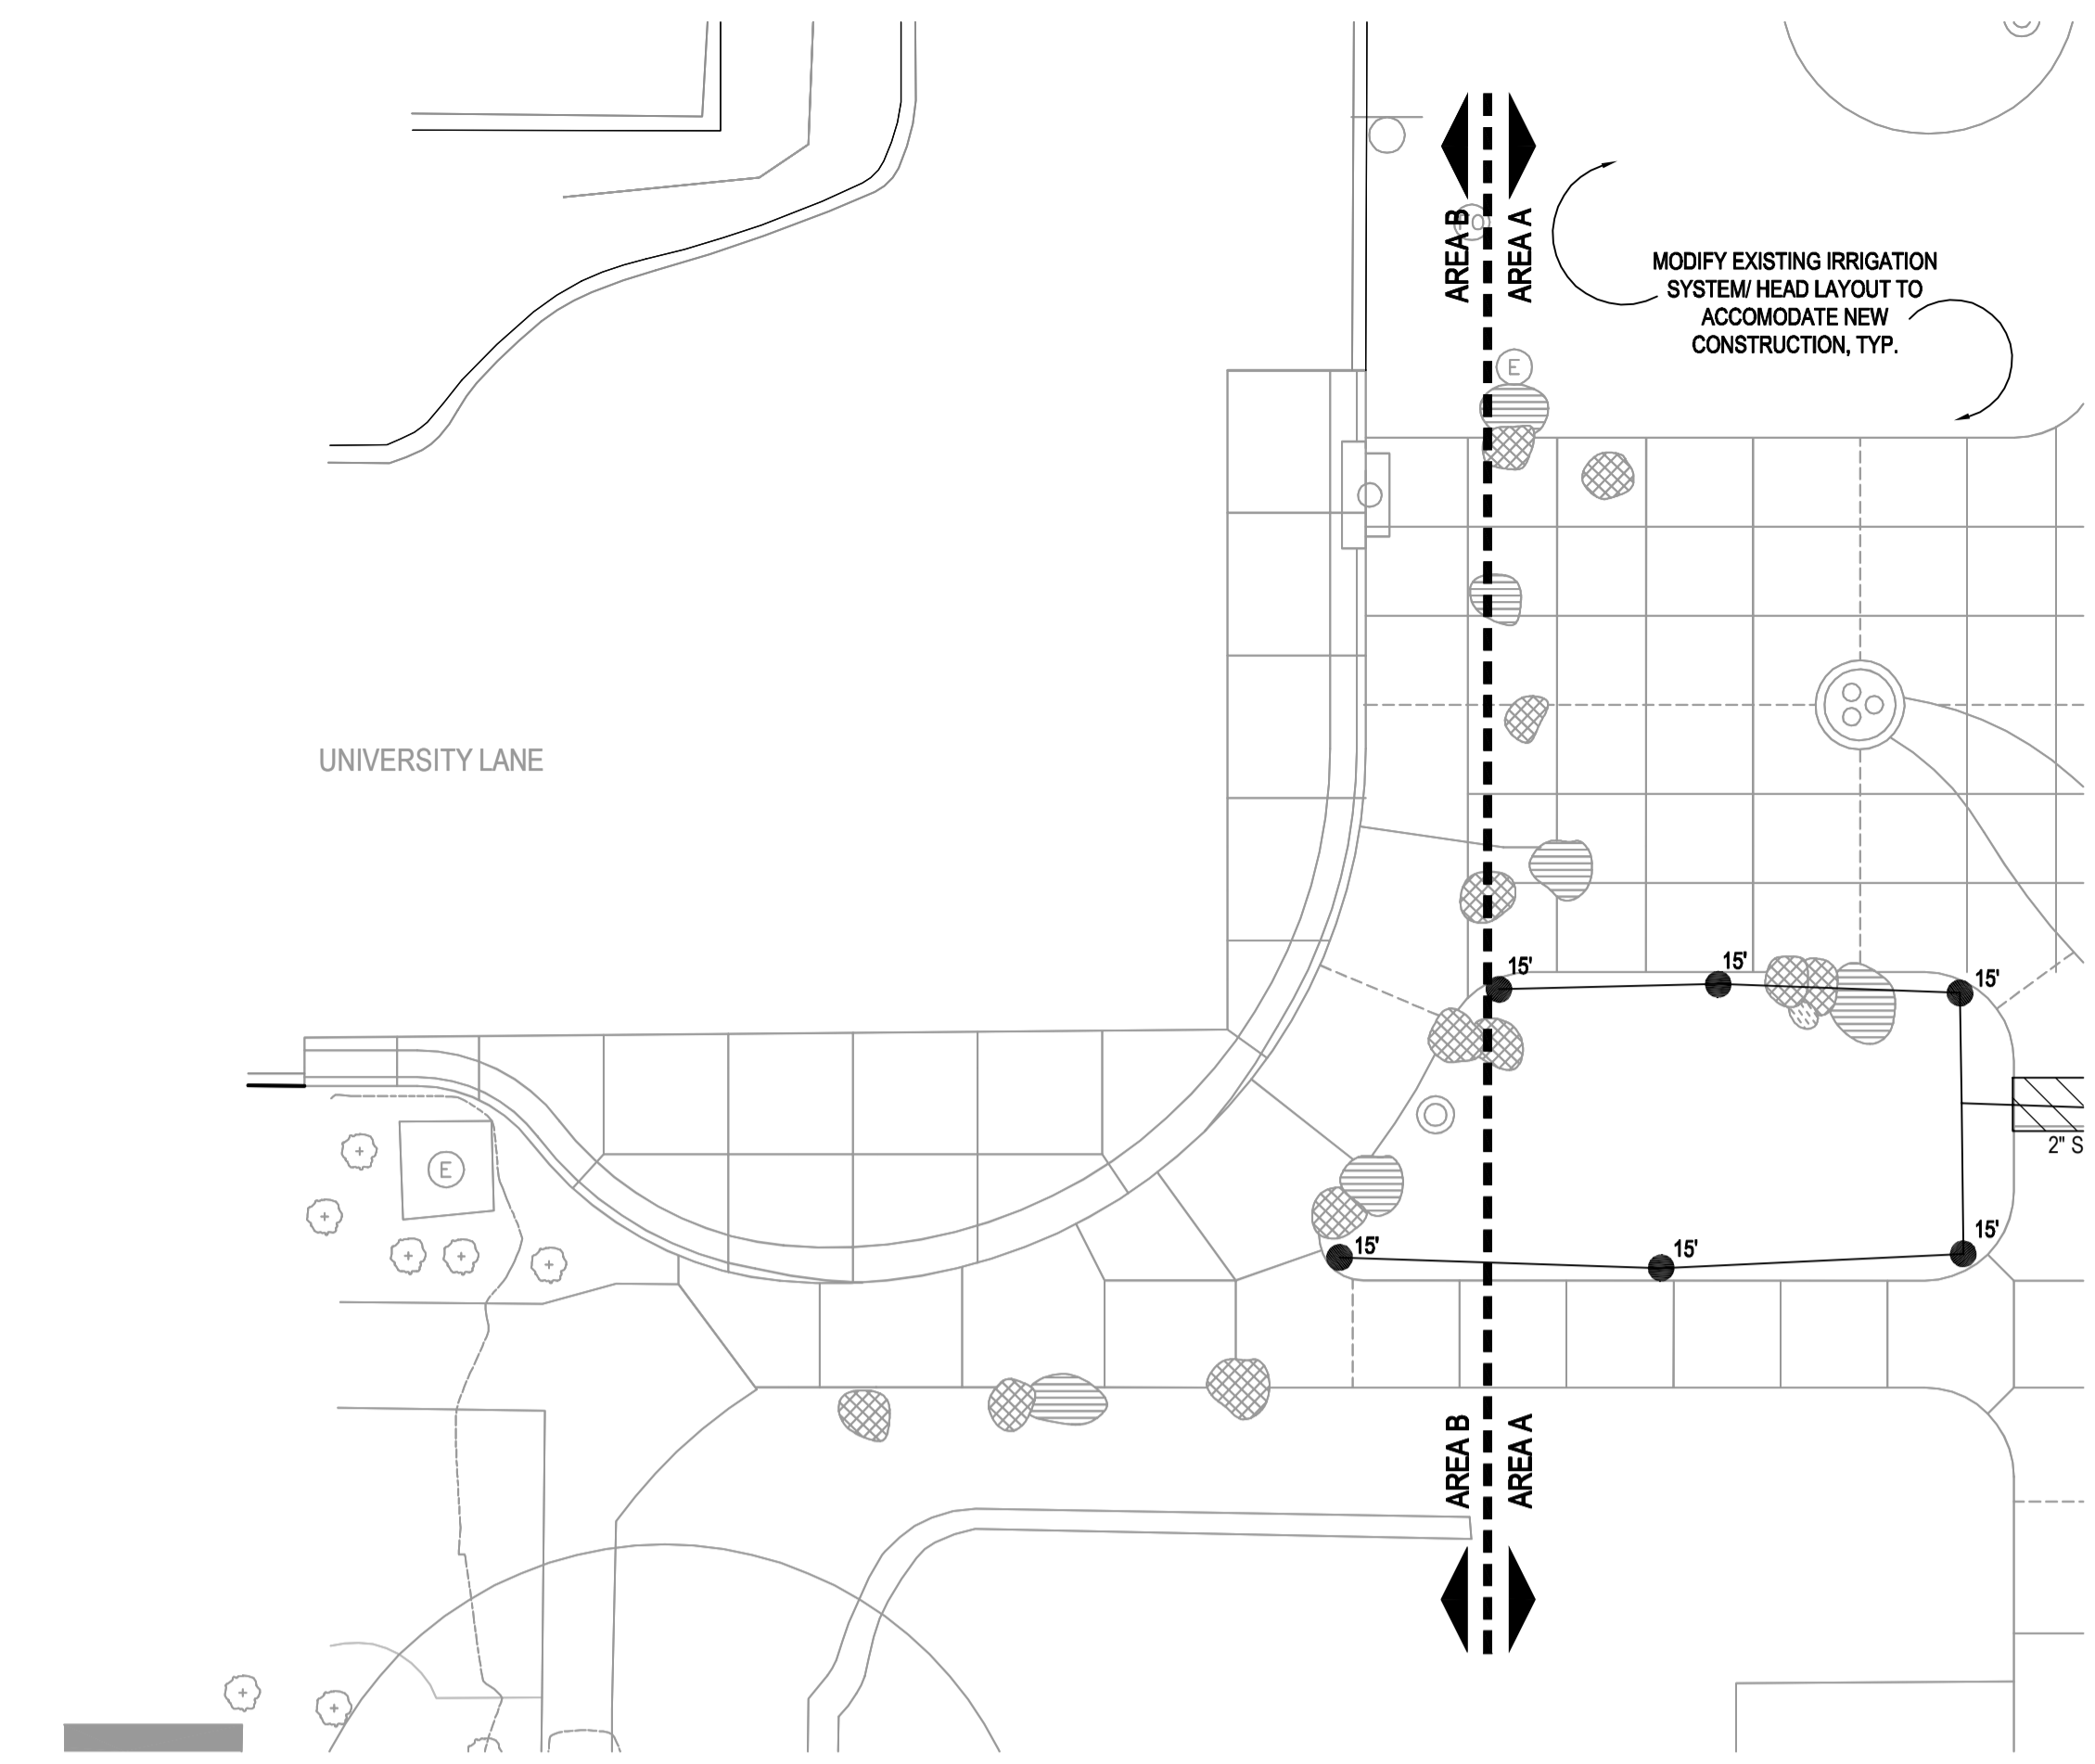 AREA B
AREA A
MODIFY EXISTING IRRIGATION
SYSTEM/ HEAD LAYOUT TO
ACCOMODATE NEW
CONSTRUCTION, TYP.
E
UNIVERSITY LANE
15'
15'
15'
2" S
E
15'
15'
15'
AREA B
AREA A